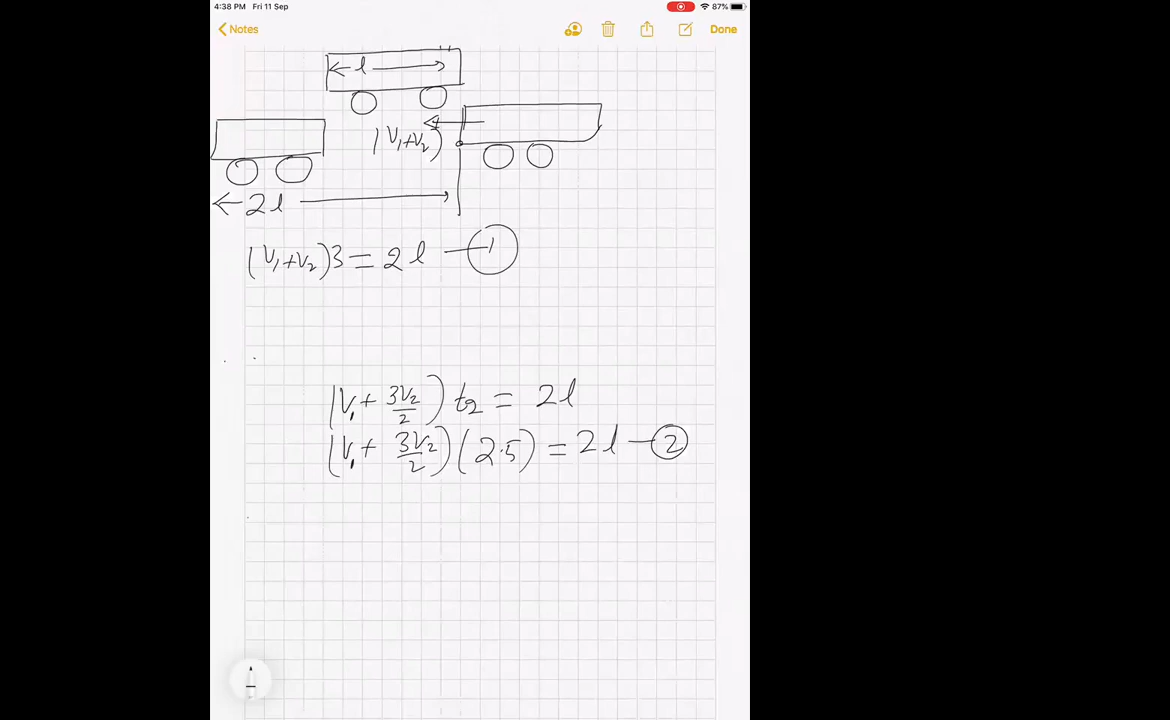 4:38 PM Fri 11 Sep 87%
Notes Done
l
(V₁+V₂)
2l
(V₁+V₂)3 = 2l — 1
(V₁ + 3V₂/2) t₂ = 2l
(V₁ + 3V₂/2) (2.5) = 2l — 2